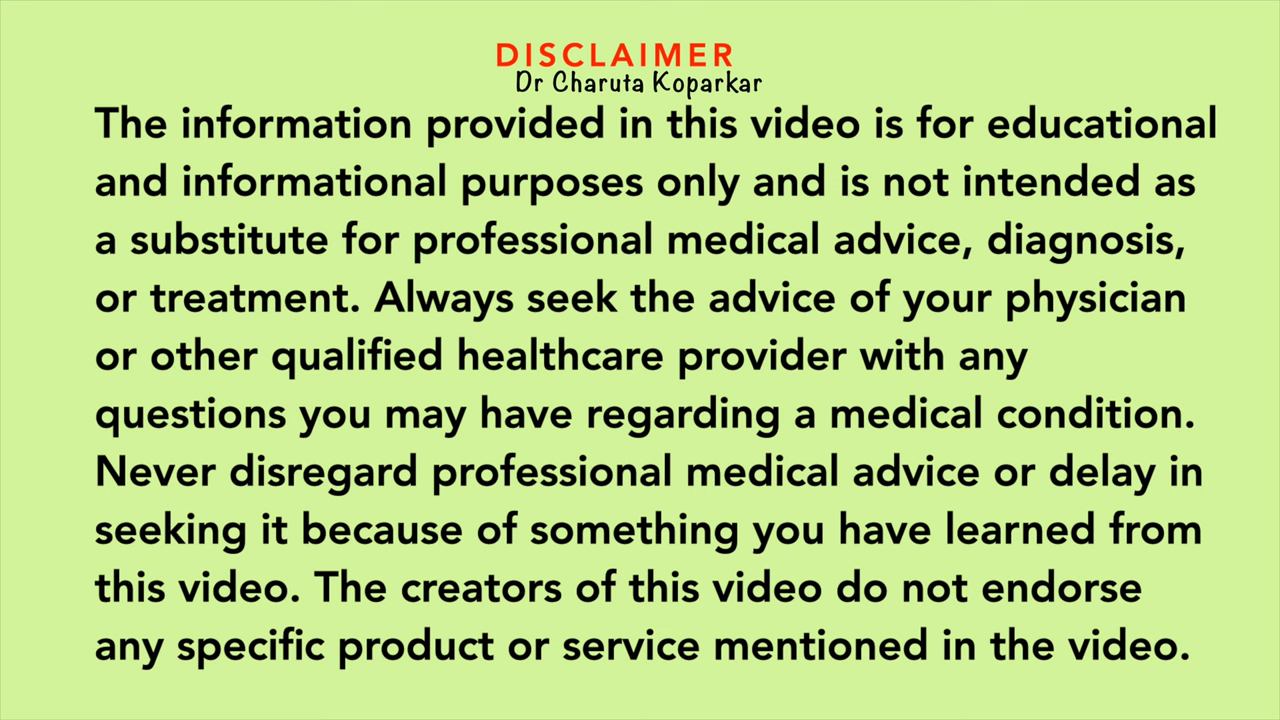 DISCLAIMER
Dr Charuta Koparkar
The information provided in this video is for educational
and informational purposes only and is not intended as
a substitute for professional medical advice, diagnosis,
or treatment. Always seek the advice of your physician
or other qualified healthcare provider with any
questions you may have regarding a medical condition.
Never disregard professional medical advice or delay in
seeking it because of something you have learned from
this video. The creators of this video do not endorse
any specific product or service mentioned in the video.